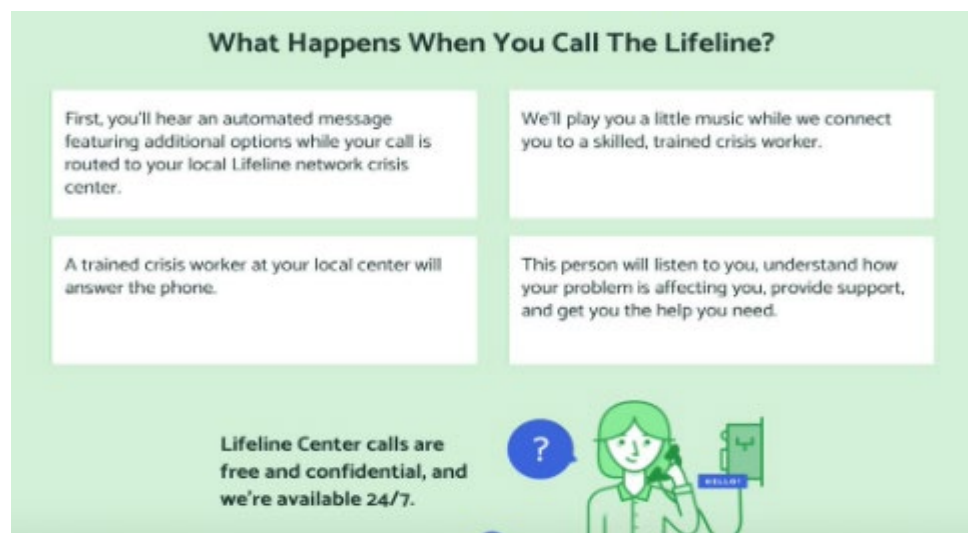 What Happens When You Call The Lifeline?
First, you'll hear an automated message
featuring additional options while your call is
routed to your local Lifeline network crisis
center.
We'll play you a little music while we connect
you to a skilled, trained crisis worker.
A trained crisis worker at your local center will
answer the phone.
This person will listen to you, understand how
your problem is affecting you, provide support,
and get you the help you need.
Lifeline Center calls are
free and confidential, and
we're available 24/7.
?
HELLO!